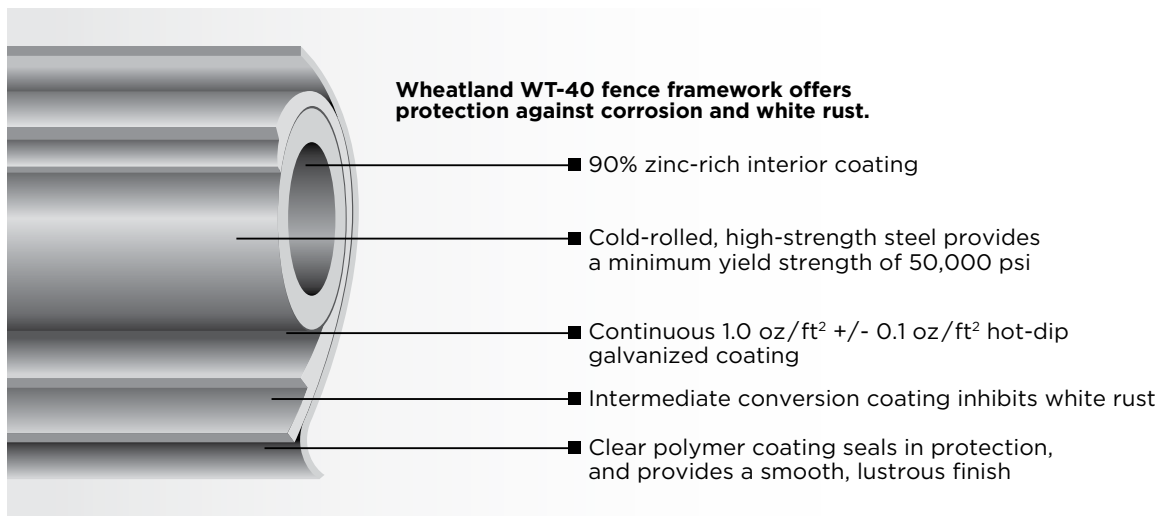 Wheatland WT-40 fence framework offers
protection against corrosion and white rust.
90% zinc-rich interior coating
Cold-rolled, high-strength steel provides
a minimum yield strength of 50,000 psi
Continuous 1.0 oz/ft² +/- 0.1 oz/ft² hot-dip
galvanized coating
Intermediate conversion coating inhibits white rust
Clear polymer coating seals in protection,
and provides a smooth, lustrous finish